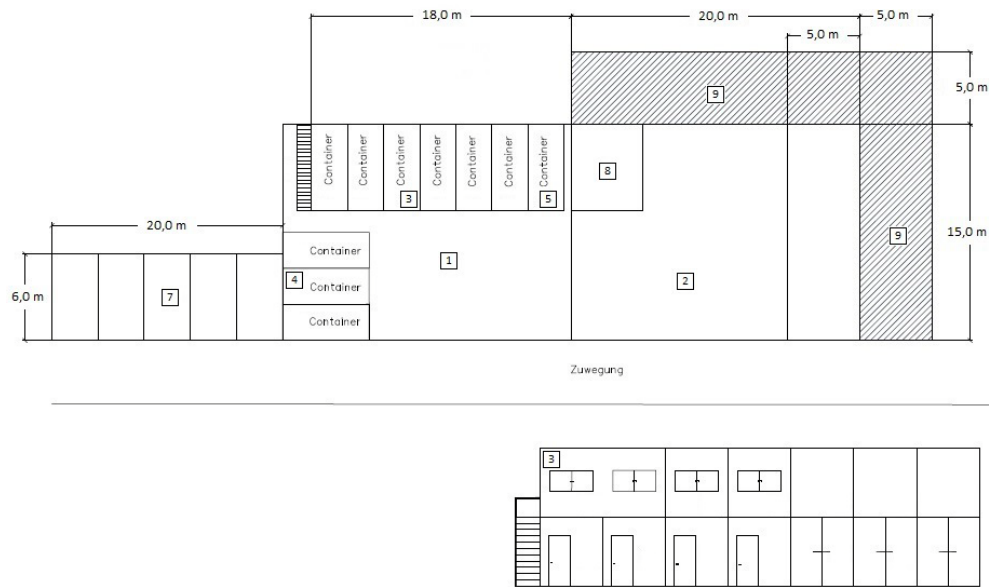 18,0 m
20,0 m
5,0 m
5,0 m
5,0 m
9
Container
Container
Container
Container
Container
Container
Container
3
5
8
20,0 m
15,0 m
9
Container
1
4
Container
2
6,0 m
7
Container
Zuwegung
3